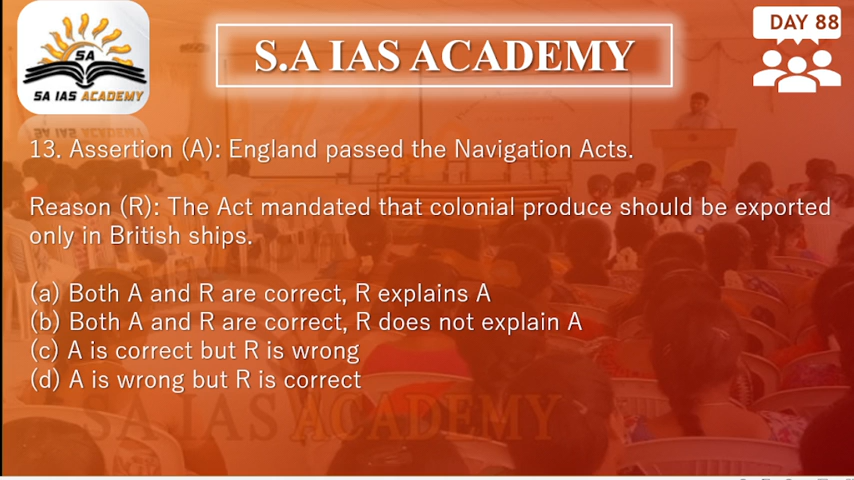 DAY 88
S.A IAS ACADEMY
SA
SA IAS ACADEMY
13. Assertion (A): England passed the Navigation Acts.
Reason (R): The Act mandated that colonial produce should be exported
only in British ships.
(a) Both A and R are correct, R explains A
(b) Both A and R are correct, R does not explain A
(c) A is correct but R is wrong
(d) A is wrong but R is correct
SA IAS ACADEMY